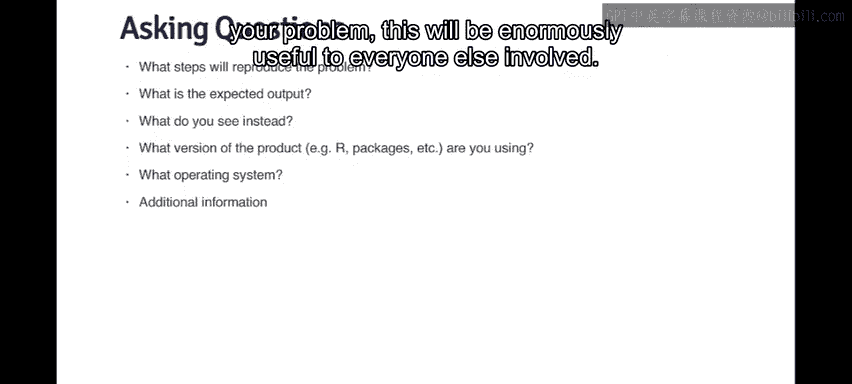 Asking Questions
your problem, this will be enormously
useful to everyone else involved.
· What steps will reproduce the problem?
· What is the expected output?
· What do you see instead?
· What version of the product (e.g. R, packages, etc.) are you using?
· What operating system?
· Additional information